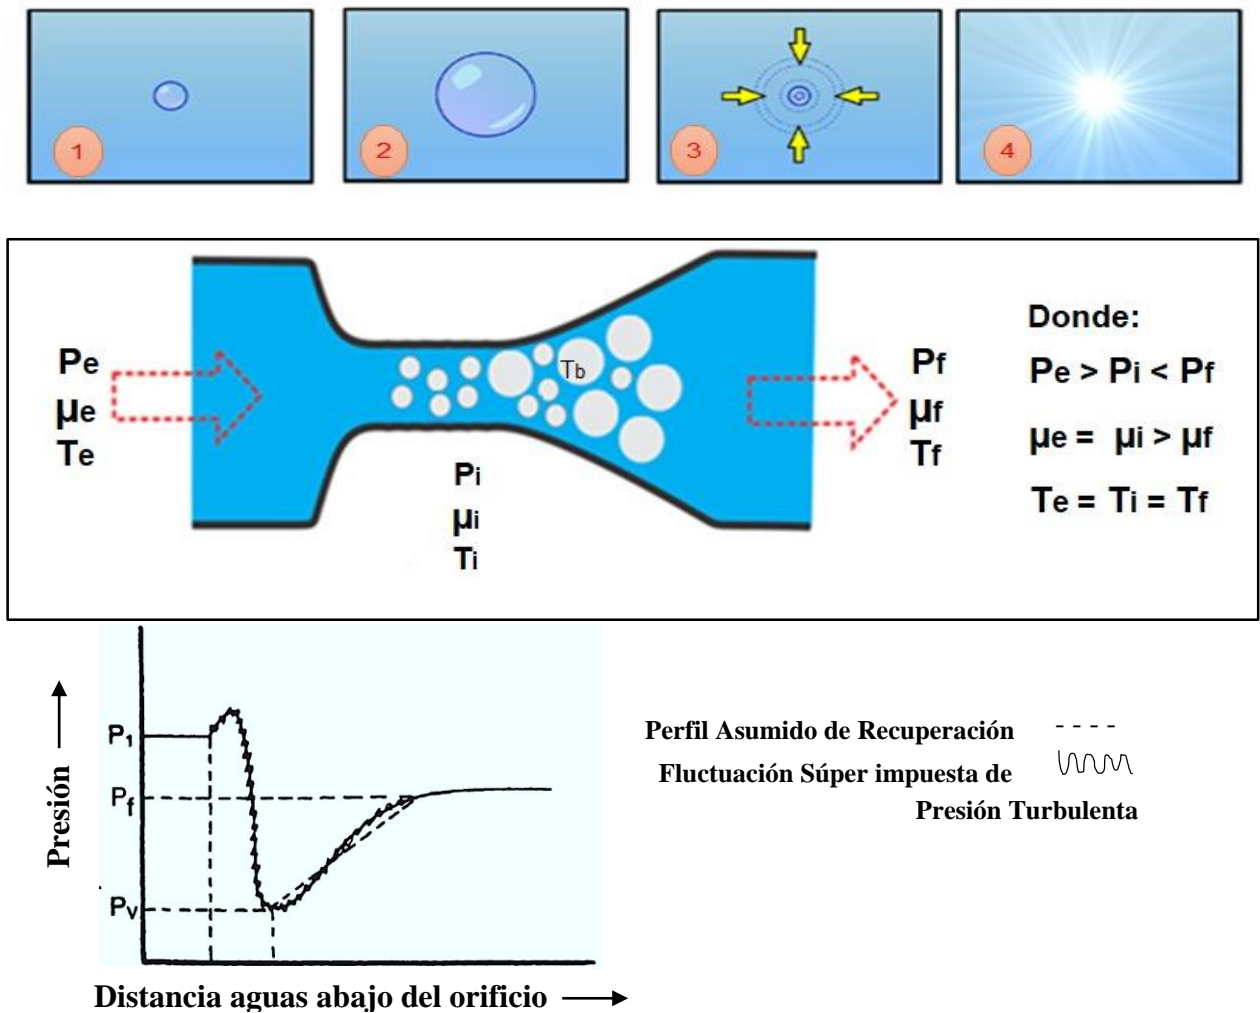 1
2
3
4
Pe
µe
Te
Tb
Pi
µi
Ti
Pf
µf
Tf
Donde:
Pe > Pi < Pf
µe = µi > µf
Te = Ti = Tf
Presión
P₁
Pf
Pv
Distancia aguas abajo del orificio
Perfil Asumido de Recuperación
Fluctuación Súper impuesta de
Presión Turbulenta